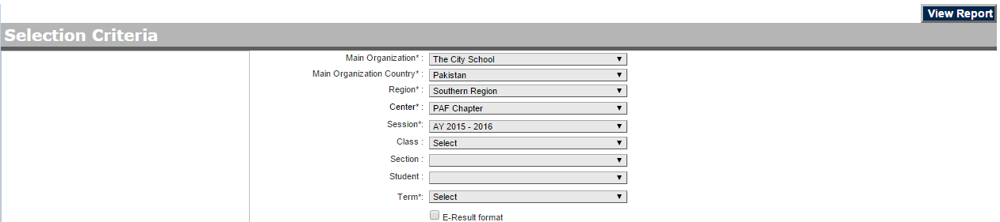 View Report
Selection Criteria
Main Organization* : The City School
Main Organization Country* : Pakistan
Region* : Southern Region
Center* : PAF Chapter
Session*: AY 2015 - 2016
Class : Select
Section :
Student :
Term*: Select
E-Result format